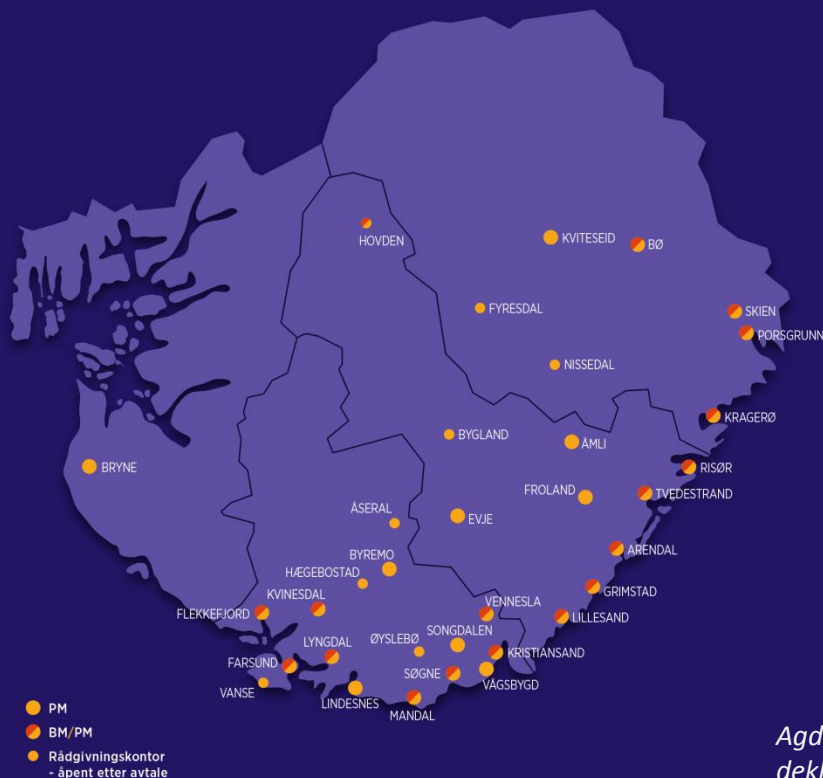 HOVDEN
KVITESEID
BØ
FYRESDAL
SKIEN
PORSGRUNN
NISSEDAL
KRAGERØ
BYGLAND
ÅMLI
BRYNE
RISØR
FROLAND
TVEDESTRAND
ÅSERAL
EVJE
ARENDAL
BYREMO
HÆGEBOSTAD
GRIMSTAD
KVINESDAL
VENNESLA
FLEKKEFJORD
LILLESAND
SONGDALEN
LYNGDAL
ØYSLEBØ
KRISTIANSAND
FARSUND
SØGNE
VÅGSBYGD
VANSE
LINDESNES
MANDAL
PM
BM/PM
Rådgivningskontor
- åpent etter avtale
Agd
dekl